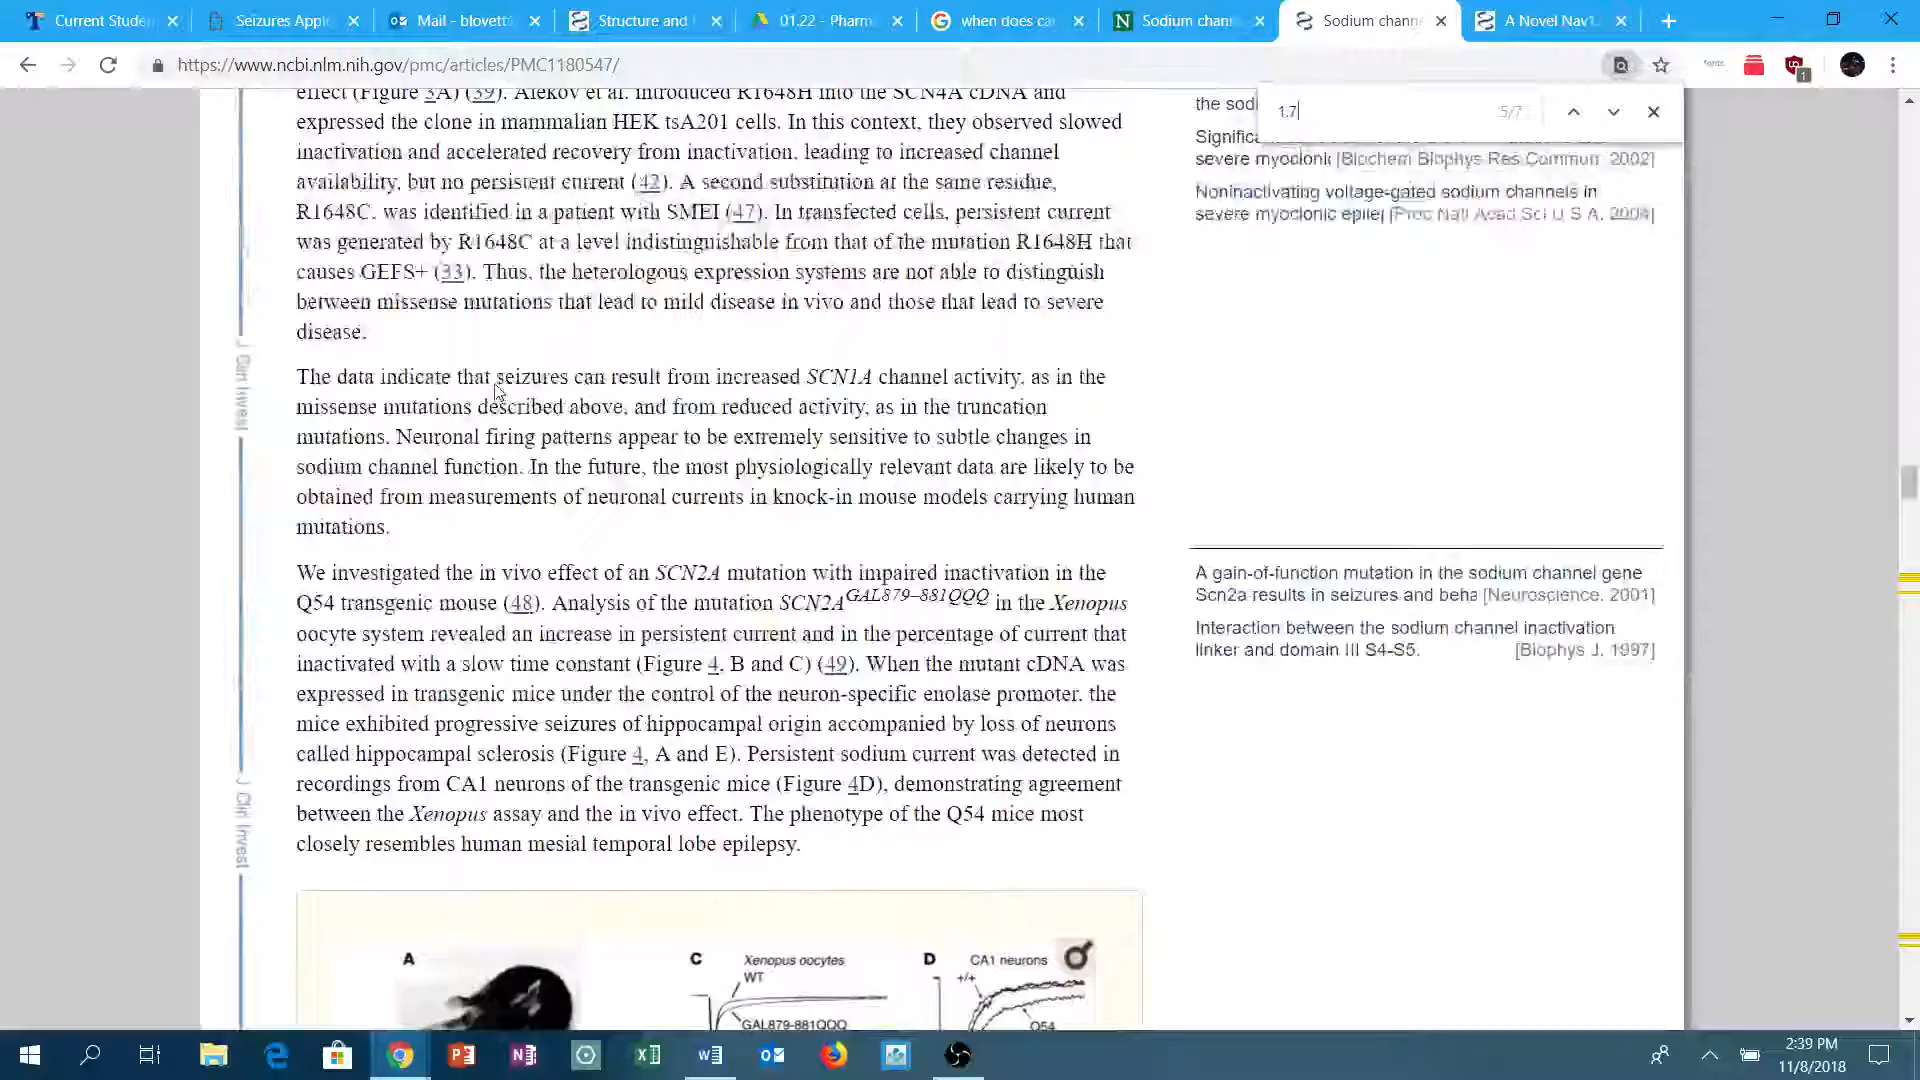 Current Studen
Seizures Appl
Mail - blovett
Structure and
01.22 - Pharm
when does ca
Sodium chan
Sodium chann
A Novel Nav1.
https://www.ncbi.nlm.nih.gov/pmc/articles/PMC1180547/
1.7
5/7
effect (Figure 3A) (39). Alekov et al. introduced R1648H into the SCN4A cDNA and
expressed the clone in mammalian HEK tsA201 cells. In this context, they observed slowed
inactivation and accelerated recovery from inactivation, leading to increased channel
availability, but no persistent current (42). A second substitution at the same residue,
R1648C, was identified in a patient with SMEI (47). In transfected cells, persistent current
was generated by R1648C at a level indistinguishable from that of the mutation R1648H that
causes GEFS+ (33). Thus, the heterologous expression systems are not able to distinguish
between missense mutations that lead to mild disease in vivo and those that lead to severe
disease.
The data indicate that seizures can result from increased SCN1A channel activity, as in the
missense mutations described above, and from reduced activity, as in the truncation
mutations. Neuronal firing patterns appear to be extremely sensitive to subtle changes in
sodium channel function. In the future, the most physiologically relevant data are likely to be
obtained from measurements of neuronal currents in knock-in mouse models carrying human
mutations.
We investigated the in vivo effect of an SCN2A mutation with impaired inactivation in the
Q54 transgenic mouse (48). Analysis of the mutation SCN2AGAL879–881QQQ in the Xenopus
oocyte system revealed an increase in persistent current and in the percentage of current that
inactivated with a slow time constant (Figure 4, B and C) (49). When the mutant cDNA was
expressed in transgenic mice under the control of the neuron-specific enolase promoter, the
mice exhibited progressive seizures of hippocampal origin accompanied by loss of neurons
called hippocampal sclerosis (Figure 4, A and E). Persistent sodium current was detected in
recordings from CA1 neurons of the transgenic mice (Figure 4D), demonstrating agreement
between the Xenopus assay and the in vivo effect. The phenotype of the Q54 mice most
closely resembles human mesial temporal lobe epilepsy.
the sodi
Significa
severe myoclonic [Biochem Biophys Res Commun. 2002]
Noninactivating voltage-gated sodium channels in
severe myoclonic epilep [Proc Natl Acad Sci U S A. 2004]
A gain-of-function mutation in the sodium channel gene
Scn2a results in seizures and beha [Neuroscience. 2001]
Interaction between the sodium channel inactivation
linker and domain III S4-S5. [Biophys J. 1997]
J Clin Invest
J Clin Invest
A
C
Xenopus oocytes
WT
GAL879-881QQQ
D
CA1 neurons
+/+
Q54
2:39 PM
11/8/2018